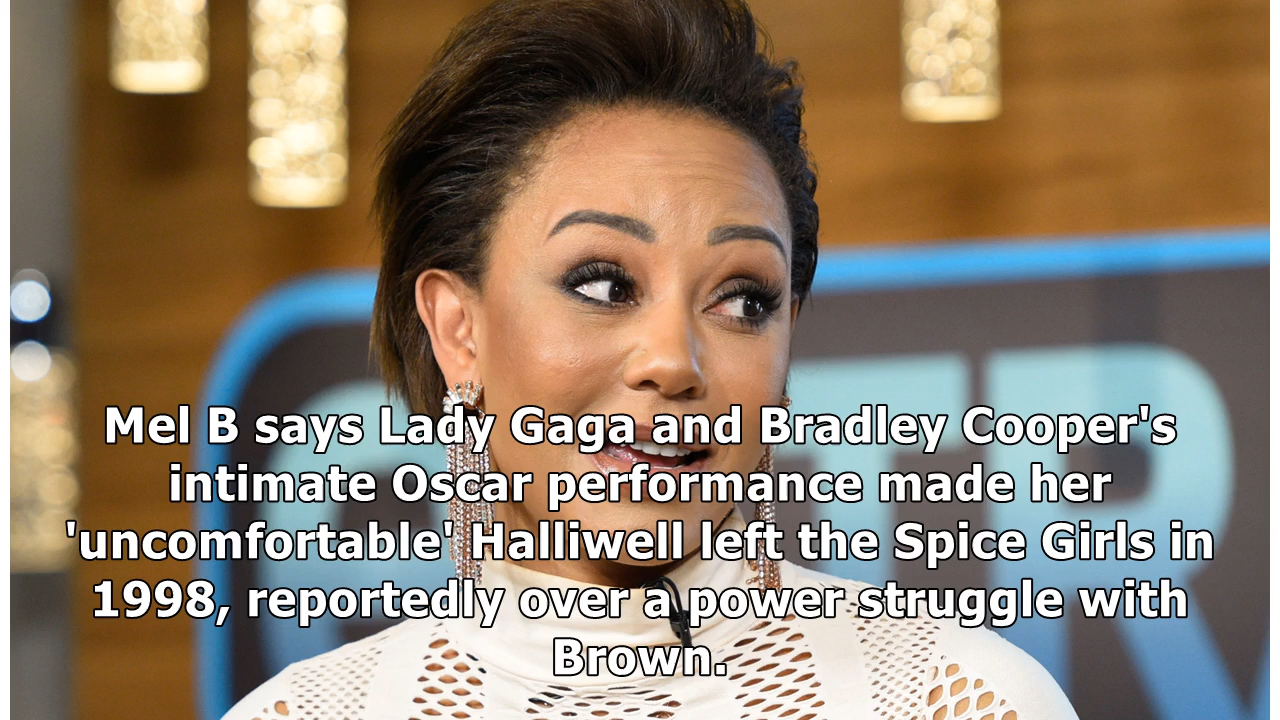 Mel B says Lady Gaga and Bradley Cooper's
intimate Oscar performance made her
'uncomfortable' Halliwell left the Spice Girls in
1998, reportedly over a power struggle with
Brown.